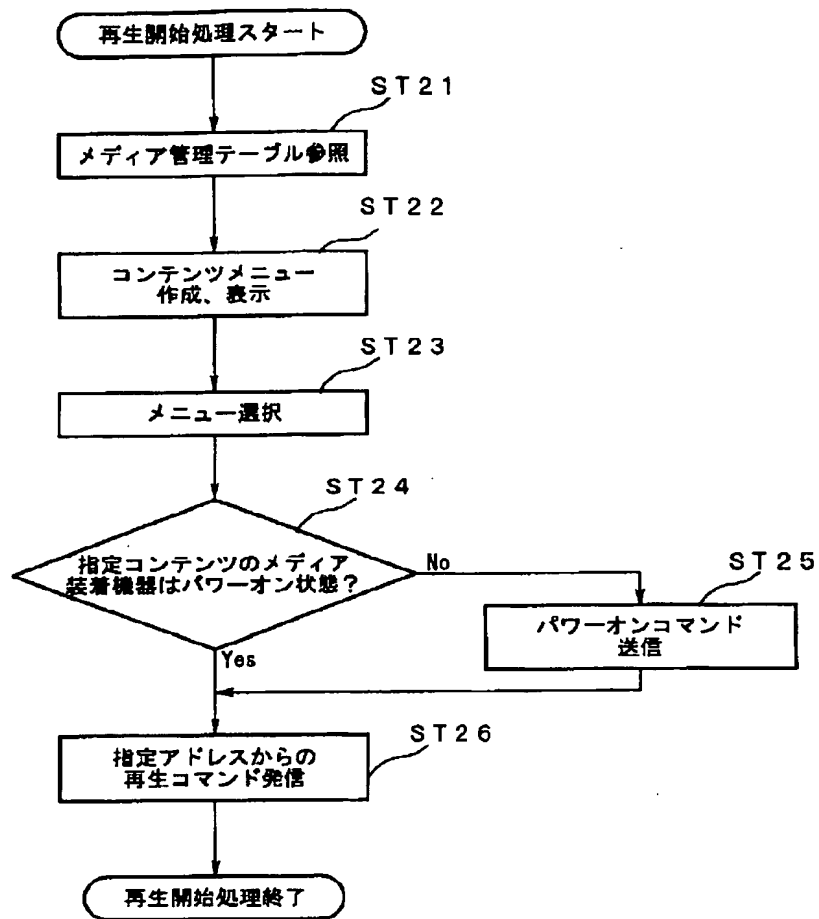 再生開始処理スタート
ST21
メディア管理テーブル参照
ST22
コンテンツメニュー
作成、表示
ST23
メニュー選択
ST24
指定コンテンツのメディア
装着機器はパワーオン状態?
No
ST25
パワーオンコマンド
送信
Yes
ST26
指定アドレスからの
再生コマンド発信
再生開始処理終了